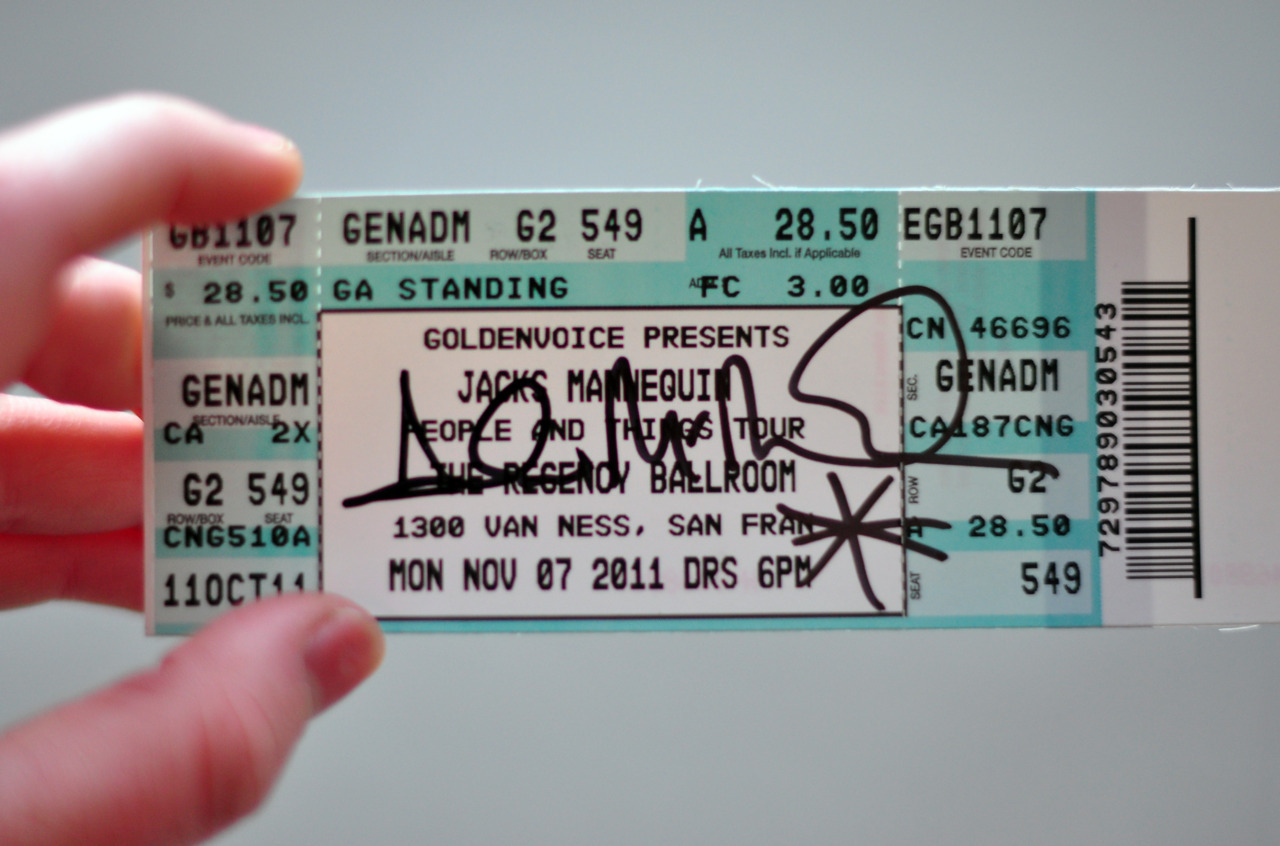 GB1107
EVENT CODE
$ 28.50
PRICE & ALL TAXES INCL.
GENADM
SECTION/AISLE
CA 2X
G2 549
ROW/BOX SEAT
CNG510A
11OCT11
GENADM G2 549
SECTION/AISLE ROW/BOX SEAT
A 28.50
All Taxes Incl. if Applicable
GA STANDING FC 3.00
GOLDENVOICE PRESENTS
JACKS MANNEQUIN
PEOPLE AND THINGS TOUR
THE REGENCY BALLROOM
1300 VAN NESS, SAN FRAN
MON NOV 07 2011 DRS 6PM
EGB1107
EVENT CODE
CN 46696
SEC. GENADM
CA187CNG
ROW G2
A 28.50
SEAT 549
729789030543